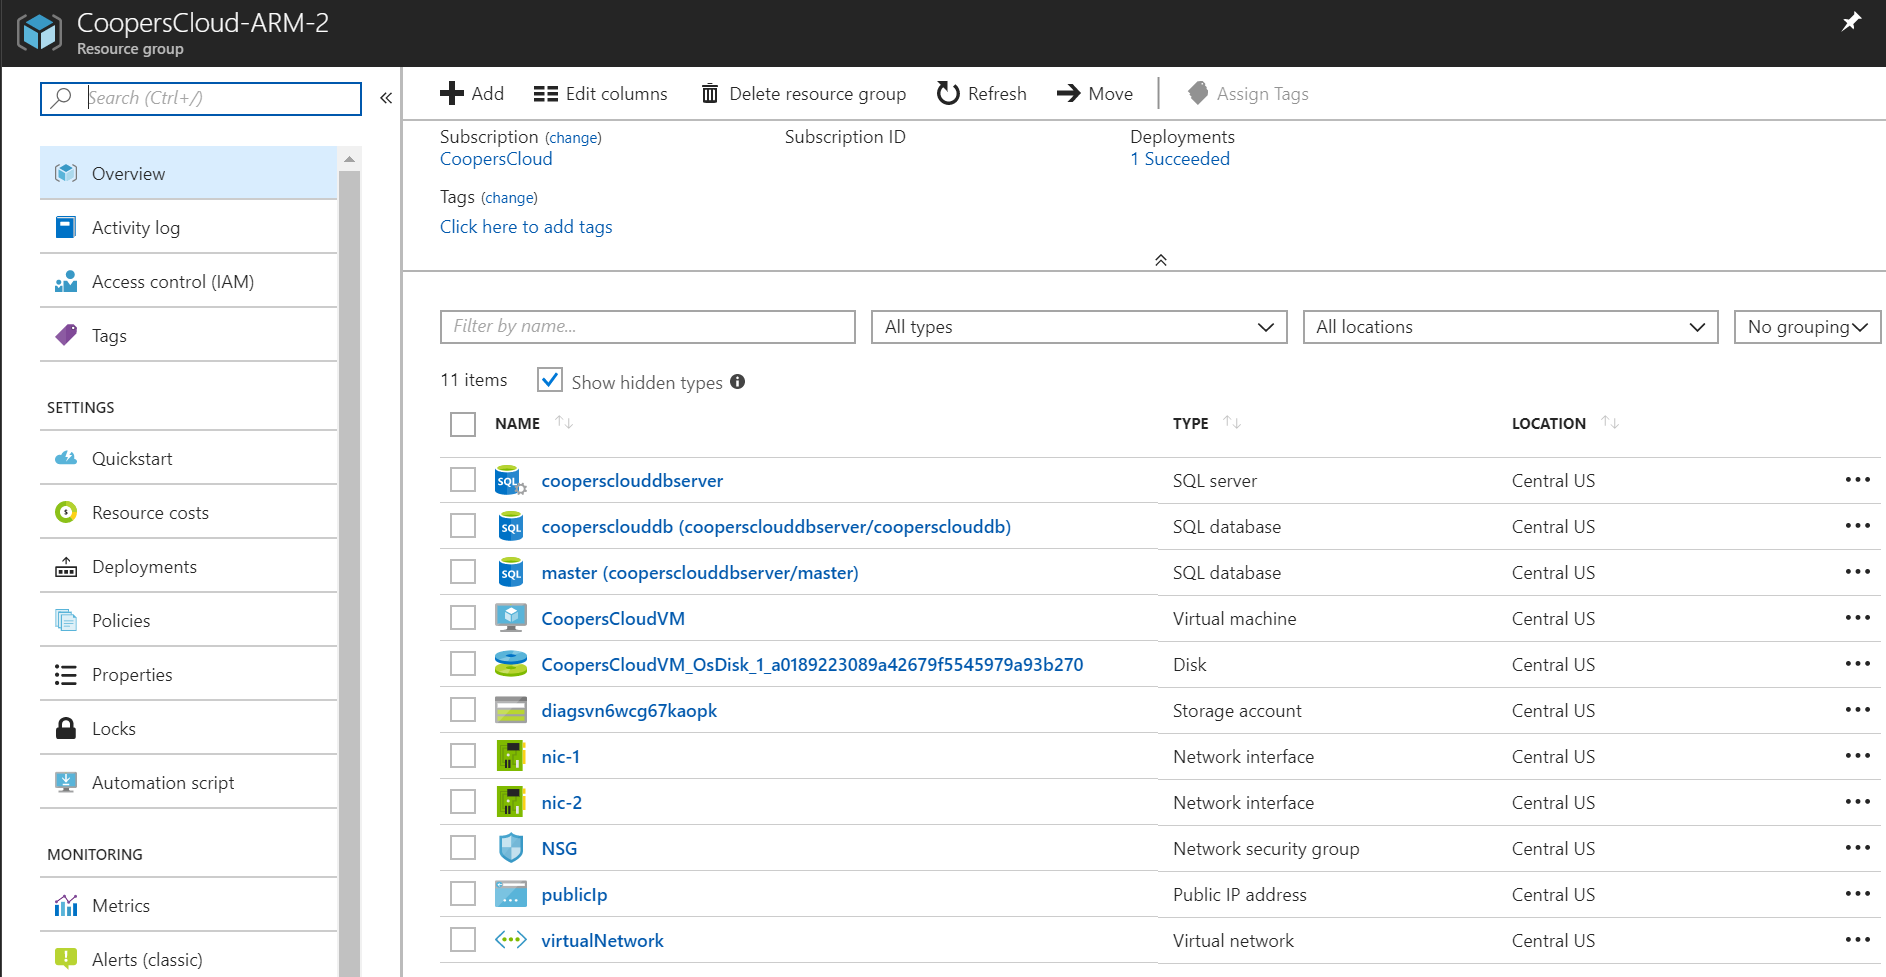 CoopersCloud-ARM-2
Resource group
Search (Ctrl+/)
Overview
Activity log
Access control (IAM)
Tags
SETTINGS
Quickstart
Resource costs
Deployments
Policies
Properties
Locks
Automation script
MONITORING
Metrics
Alerts (classic)
Add Edit columns Delete resource group Refresh Move Assign Tags
Subscription (change) Subscription ID Deployments
CoopersCloud 1 Succeeded
Tags (change)
Click here to add tags
Filter by name... All types All locations No grouping
11 items Show hidden types
NAME TYPE LOCATION
coopersclouddbserver SQL server Central US
coopersclouddb (coopersclouddbserver/coopersclouddb) SQL database Central US
master (coopersclouddbserver/master) SQL database Central US
CoopersCloudVM Virtual machine Central US
CoopersCloudVM_OsDisk_1_a0189223089a42679f5545979a93b270 Disk Central US
diagsvn6wcg67kaopk Storage account Central US
nic-1 Network interface Central US
nic-2 Network interface Central US
NSG Network security group Central US
publicIp Public IP address Central US
virtualNetwork Virtual network Central US